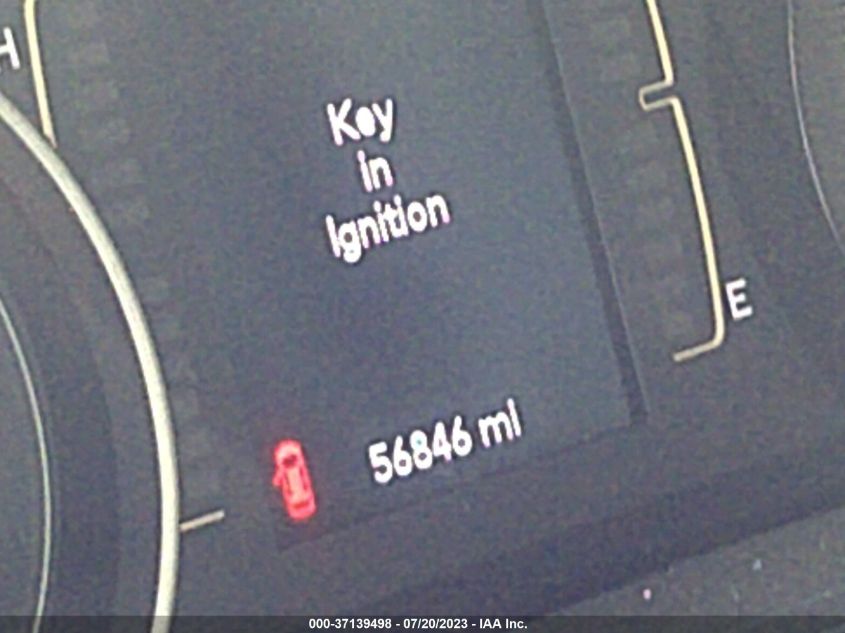 H
Key
in
Ignition
E
56846 mi
000-37139498 - 07/20/2023 - IAA Inc.